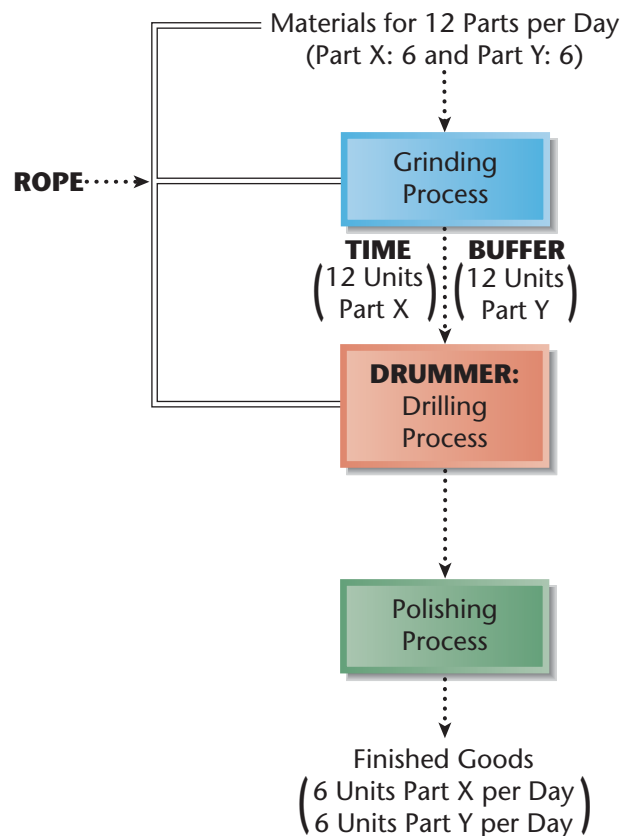 Materials for 12 Parts per Day
(Part X: 6 and Part Y: 6)
Grinding
Process
ROPE
TIME BUFFER
(12 Units Part X) (12 Units Part Y)
DRUMMER:
Drilling
Process
Polishing
Process
Finished Goods
(6 Units Part X per Day
6 Units Part Y per Day)